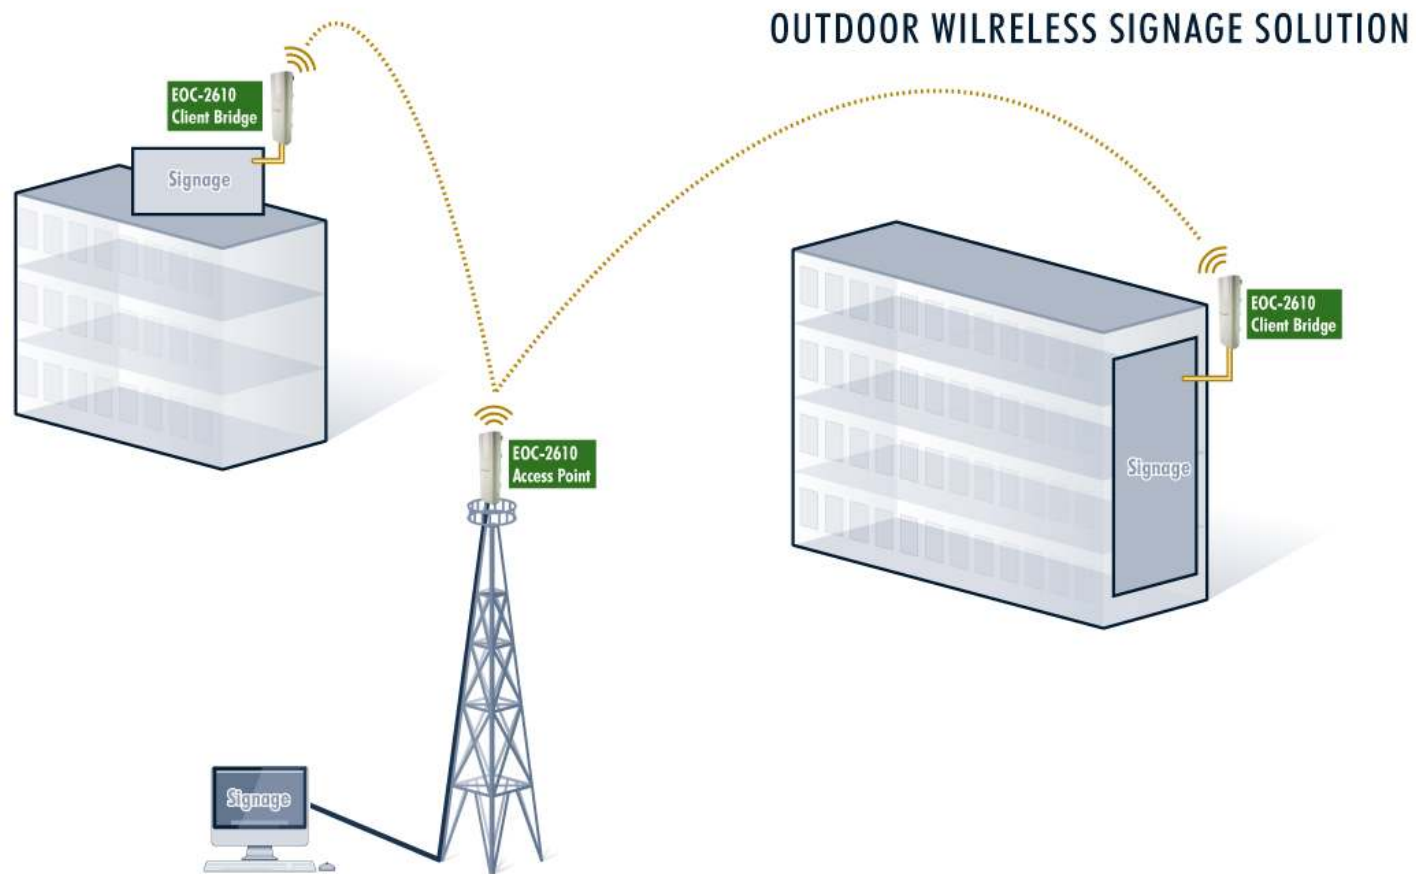 OUTDOOR WILRELESS SIGNAGE SOLUTION
EOC-2610
Client Bridge
Signage
EOC-2610
Client Bridge
Signage
EOC-2610
Access Point
Signage